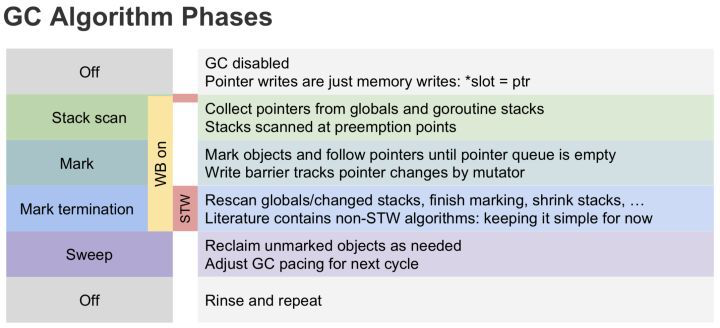 GC Algorithm Phases
Off
GC disabled
Pointer writes are just memory writes: *slot = ptr
Stack scan
Collect pointers from globals and goroutine stacks
Stacks scanned at preemption points
WB on
Mark
Mark objects and follow pointers until pointer queue is empty
Write barrier tracks pointer changes by mutator
Mark termination
STW
Rescan globals/changed stacks, finish marking, shrink stacks, …
Literature contains non-STW algorithms: keeping it simple for now
Sweep
Reclaim unmarked objects as needed
Adjust GC pacing for next cycle
Off
Rinse and repeat